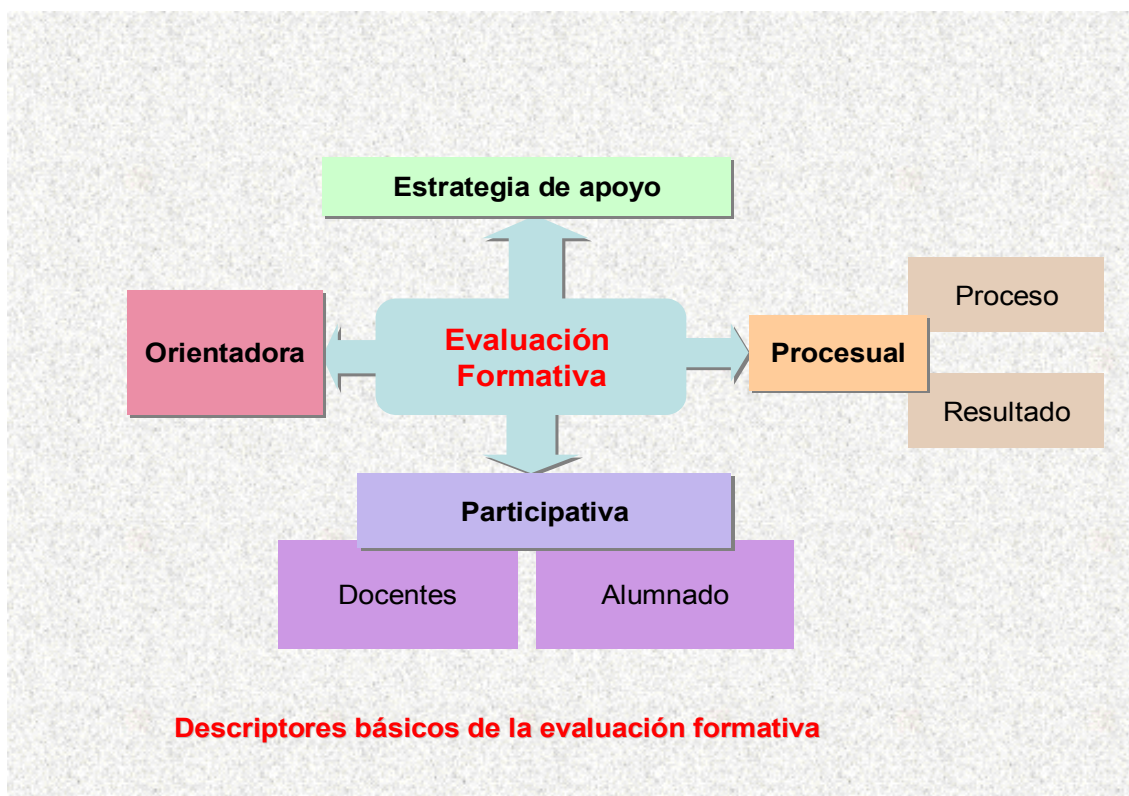 Estrategia de apoyo
Proceso
Orientadora
Evaluación
Formativa
Procesual
Resultado
Participativa
Docentes
Alumnado
Descriptores básicos de la evaluación formativa